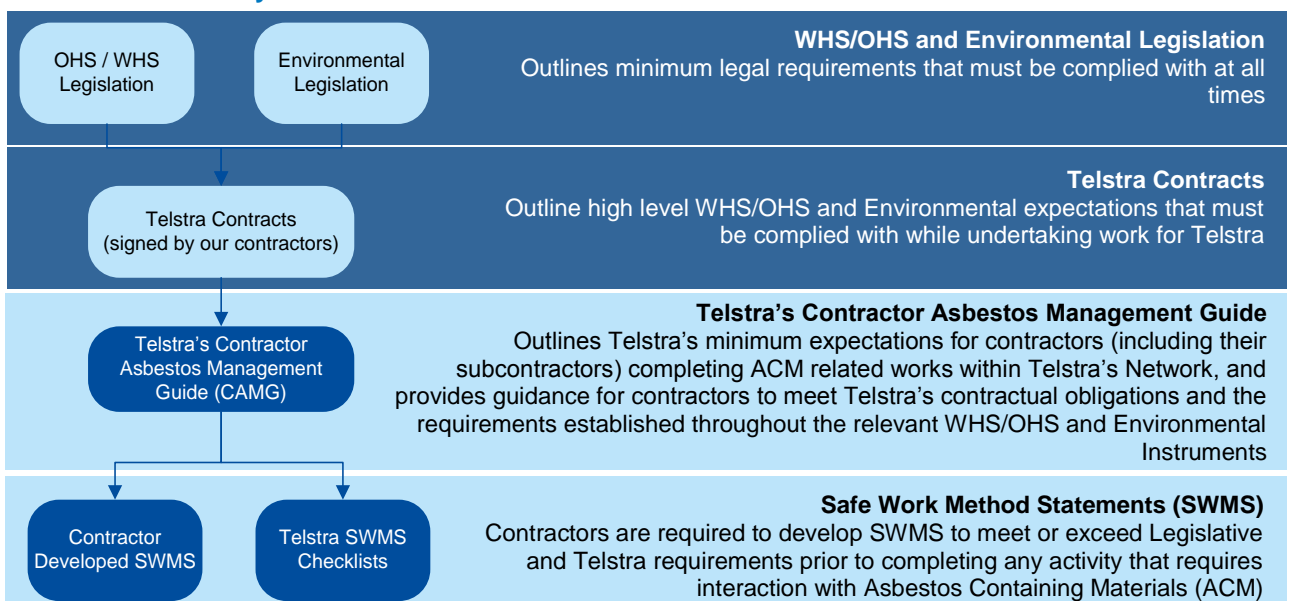 OHS / WHS
Legislation
Environmental
Legislation
WHS/OHS and Environmental Legislation
Outlines minimum legal requirements that must be complied with at all
times
Telstra Contracts
(signed by our contractors)
Telstra Contracts
Outline high level WHS/OHS and Environmental expectations that must
be complied with while undertaking work for Telstra
Telstra’s Contractor
Asbestos Management
Guide (CAMG)
Telstra’s Contractor Asbestos Management Guide
Outlines Telstra’s minimum expectations for contractors (including their
subcontractors) completing ACM related works within Telstra’s Network, and
provides guidance for contractors to meet Telstra’s contractual obligations and the
requirements established throughout the relevant WHS/OHS and Environmental
Instruments
Contractor
Developed SWMS
Telstra SWMS
Checklists
Safe Work Method Statements (SWMS)
Contractors are required to develop SWMS to meet or exceed Legislative
and Telstra requirements prior to completing any activity that requires
interaction with Asbestos Containing Materials (ACM)